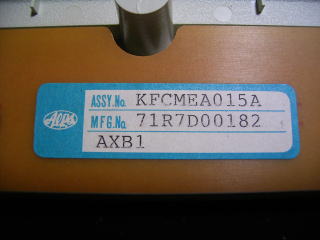 ALPS
ASSY.No. KFCMEA015A
MFG.No. 71R7D00182
AXB1